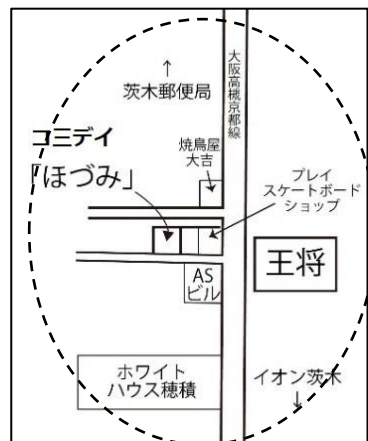 ↑
茨木郵便局
大阪高槻京都線
コミデイ
「ほづみ」
焼鳥屋
大吉
プレイ
スケートボード
ショップ
王将
AS
ビル
ホワイト
ハウス穂積
イオン茨木
↓